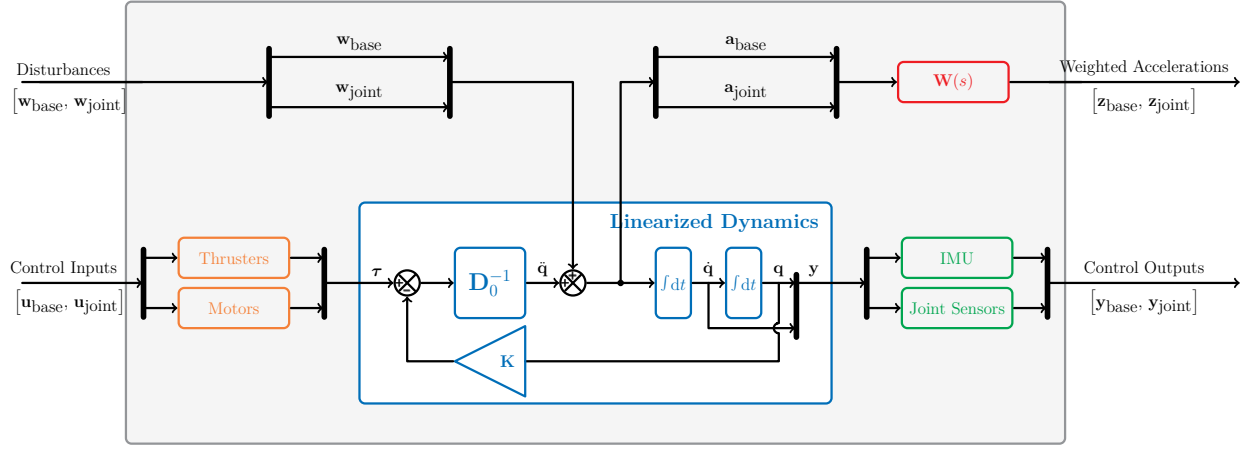 w_base
a_base
Disturbances
[w_base, w_joint]
w_joint
a_joint
W(s)
Weighted Accelerations
[z_base, z_joint]
Linearized Dynamics
Control Inputs
[u_base, u_joint]
Thrusters
Motors
τ
+
−
D₀⁻¹
q̈
+
+
∫dt
q̇
∫dt
q
y
K
IMU
Joint Sensors
Control Outputs
[y_base, y_joint]